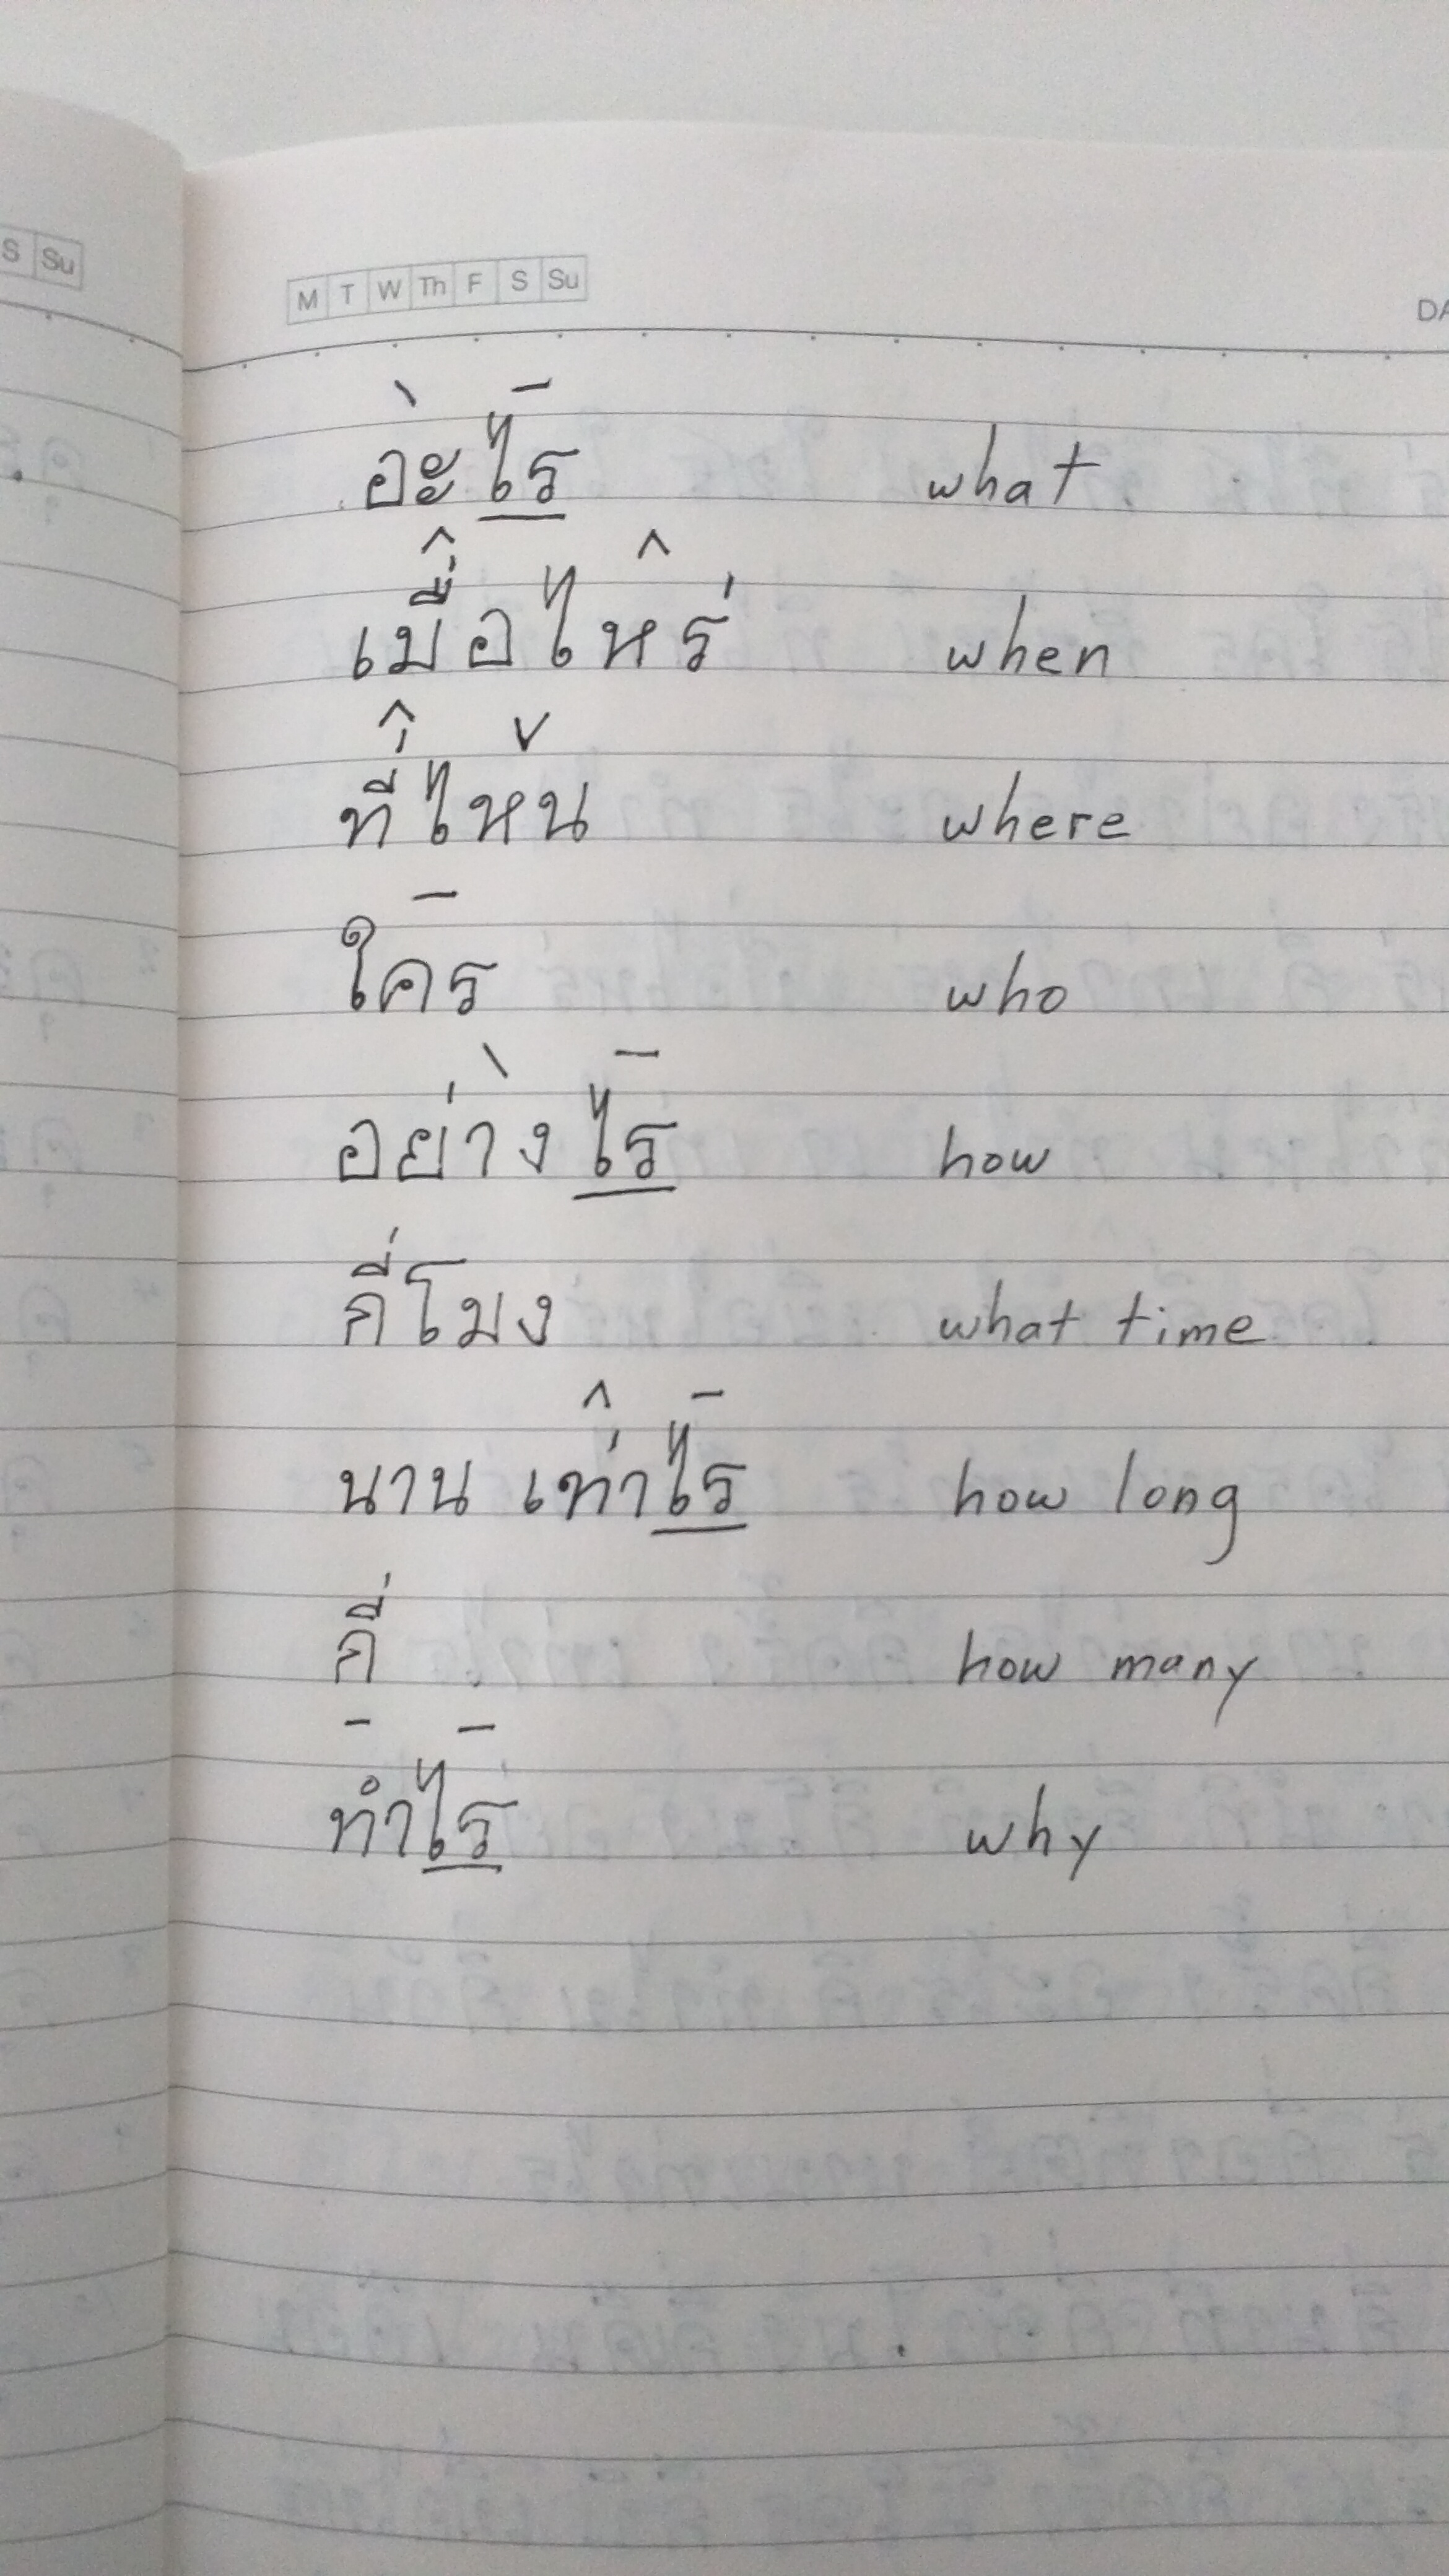 S Su
M T W Th F S Su
DA
อะไร what
เมื่อไหร่ when
ที่ไหน where
ใคร who
อย่างไร how
กี่โมง what time
นาน เท่าไร how long
กี่ how many
ทำไร why